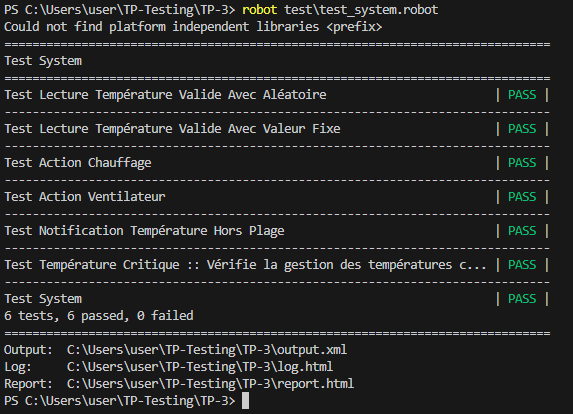 PS C:\Users\user\TP-Testing\TP-3> robot test\test_system.robot
Could not find platform independent libraries <prefix>
==============================================================================
Test System
==============================================================================
Test Lecture Température Valide Avec Aléatoire                        | PASS |
------------------------------------------------------------------------------
Test Lecture Température Valide Avec Valeur Fixe                      | PASS |
------------------------------------------------------------------------------
Test Action Chauffage                                                 | PASS |
------------------------------------------------------------------------------
Test Action Ventilateur                                               | PASS |
------------------------------------------------------------------------------
Test Notification Température Hors Plage                              | PASS |
------------------------------------------------------------------------------
Test Température Critique :: Vérifie la gestion des températures c... | PASS |
------------------------------------------------------------------------------
Test System                                                           | PASS |
6 tests, 6 passed, 0 failed
==============================================================================
Output:  C:\Users\user\TP-Testing\TP-3\output.xml
Log:     C:\Users\user\TP-Testing\TP-3\log.html
Report:  C:\Users\user\TP-Testing\TP-3\report.html
PS C:\Users\user\TP-Testing\TP-3>